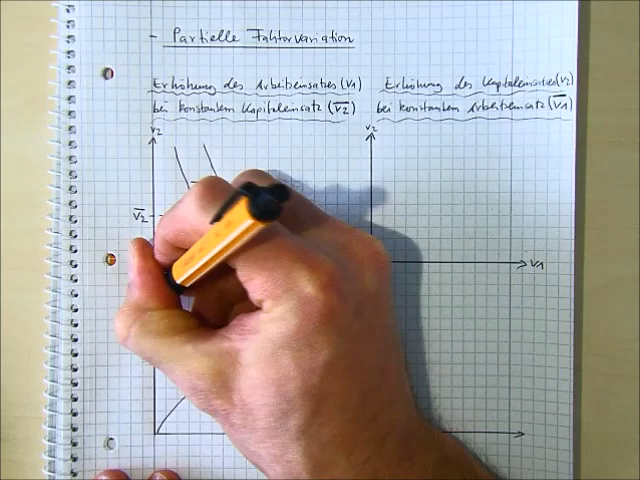 - Partielle Faktorvariation
Erhöhung des Arbeitseinsatzes (v1)
bei konstantem Kapitaleinsatz (v̅2)
Erhöhung des Kapitaleinsatzes (v2)
bei konstantem Arbeitseinsatz (v̅1)
v2
v2
v̅2
v1